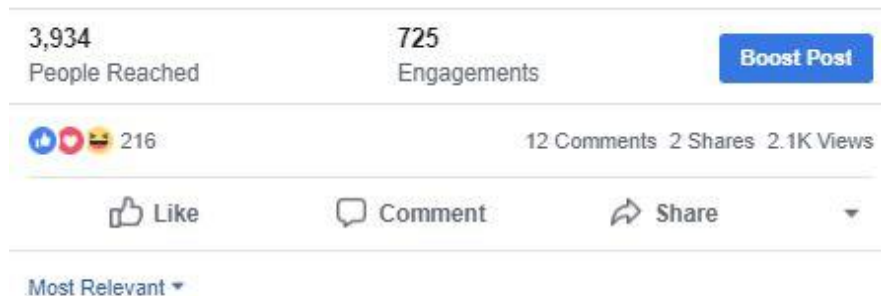 3,934 725
People Reached Engagements Boost Post
216 12 Comments 2 Shares 2.1K Views
Like Comment Share
Most Relevant